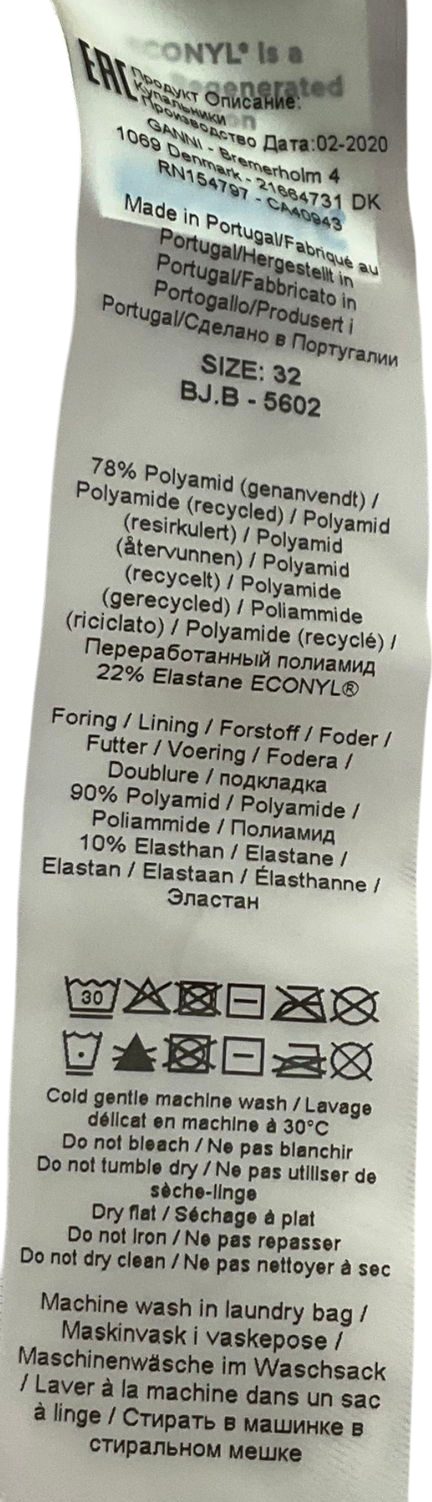 ECONYL® is a
Regenerated
EAC
Продукт Описание:
Купальники
Производство Дата:02-2020
GANNI - Bremerholm 4
1069 Denmark - 21664731 DK
RN154797 - CA40943
Made in Portugal/Fabriqué au
Portugal/Hergestellt in
Portugal/Fabbricato in
Portogallo/Produsert i
Portugal/Сделано в Португалии
SIZE: 32
BJ.B - 5602
78% Polyamid (genanvendt) /
Polyamide (recycled) / Polyamid
(resirkulert) / Polyamid
(återvunnen) / Polyamid
(recycelt) / Polyamide
(gerecycled) / Poliammide
(riciclato) / Polyamide (recyclé) /
Переработанный полиамид
22% Elastane ECONYL®
Foring / Lining / Forstoff / Foder /
Futter / Voering / Fodera /
Doublure / подкладка
90% Polyamid / Polyamide /
Poliammide / Полиамид
10% Elasthan / Elastane /
Elastan / Elastaan / Élasthanne /
Эластан
30
Cold gentle machine wash / Lavage
délicat en machine à 30°C
Do not bleach / Ne pas blanchir
Do not tumble dry / Ne pas utiliser de
sèche-linge
Dry flat / Séchage à plat
Do not iron / Ne pas repasser
Do not dry clean / Ne pas nettoyer à sec
Machine wash in laundry bag /
Maskinvask i vaskepose /
Maschinenwäsche im Waschsack
/ Laver à la machine dans un sac
à linge / Стирать в машинке в
стиральном мешке